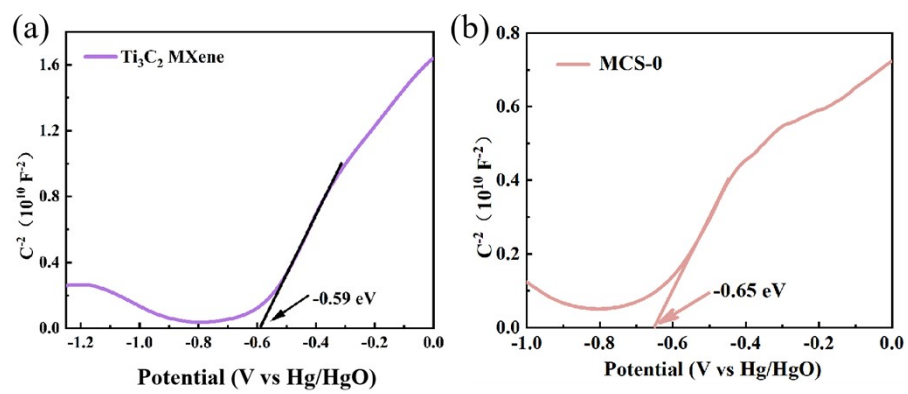 (a)
Ti₃C₂ MXene
1.6
1.2
0.8
0.4
0.0
C⁻² (10¹⁰ F⁻²)
-0.59 eV
-1.2 -1.0 -0.8 -0.6 -0.4 -0.2 0.0
Potential (V vs Hg/HgO)
(b)
MCS-0
0.8
0.6
0.4
0.2
0.0
C⁻² (10¹⁰ F⁻²)
-0.65 eV
-1.0 -0.8 -0.6 -0.4 -0.2 0.0
Potential (V vs Hg/HgO)